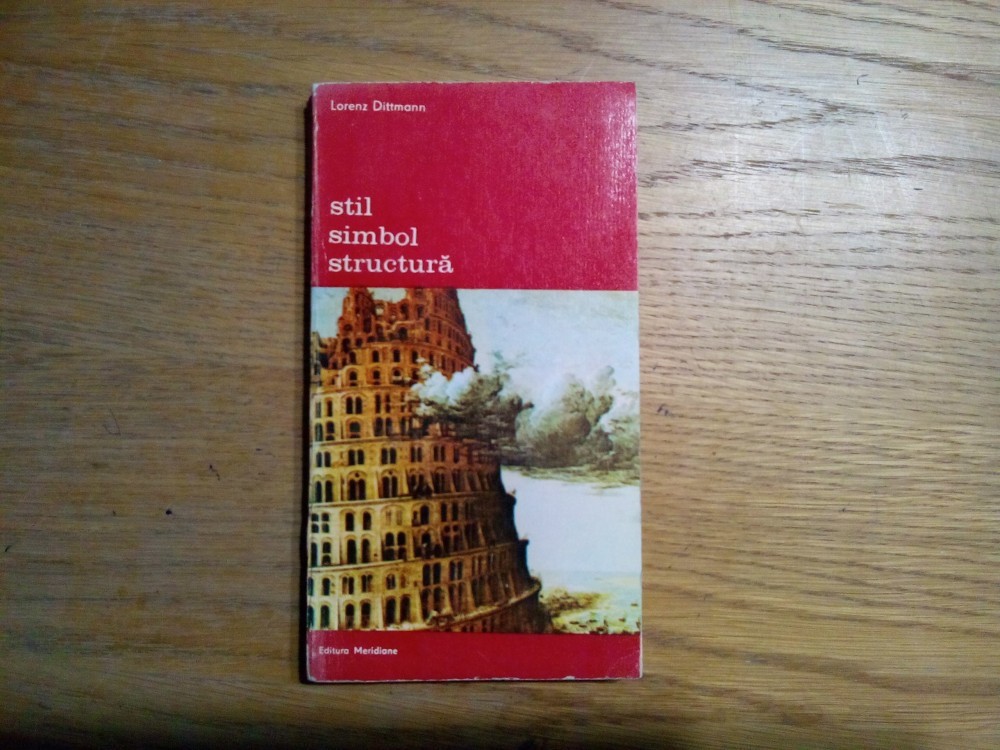 Lorenz Dittmann
stil
simbol
structură
Editura Meridiane